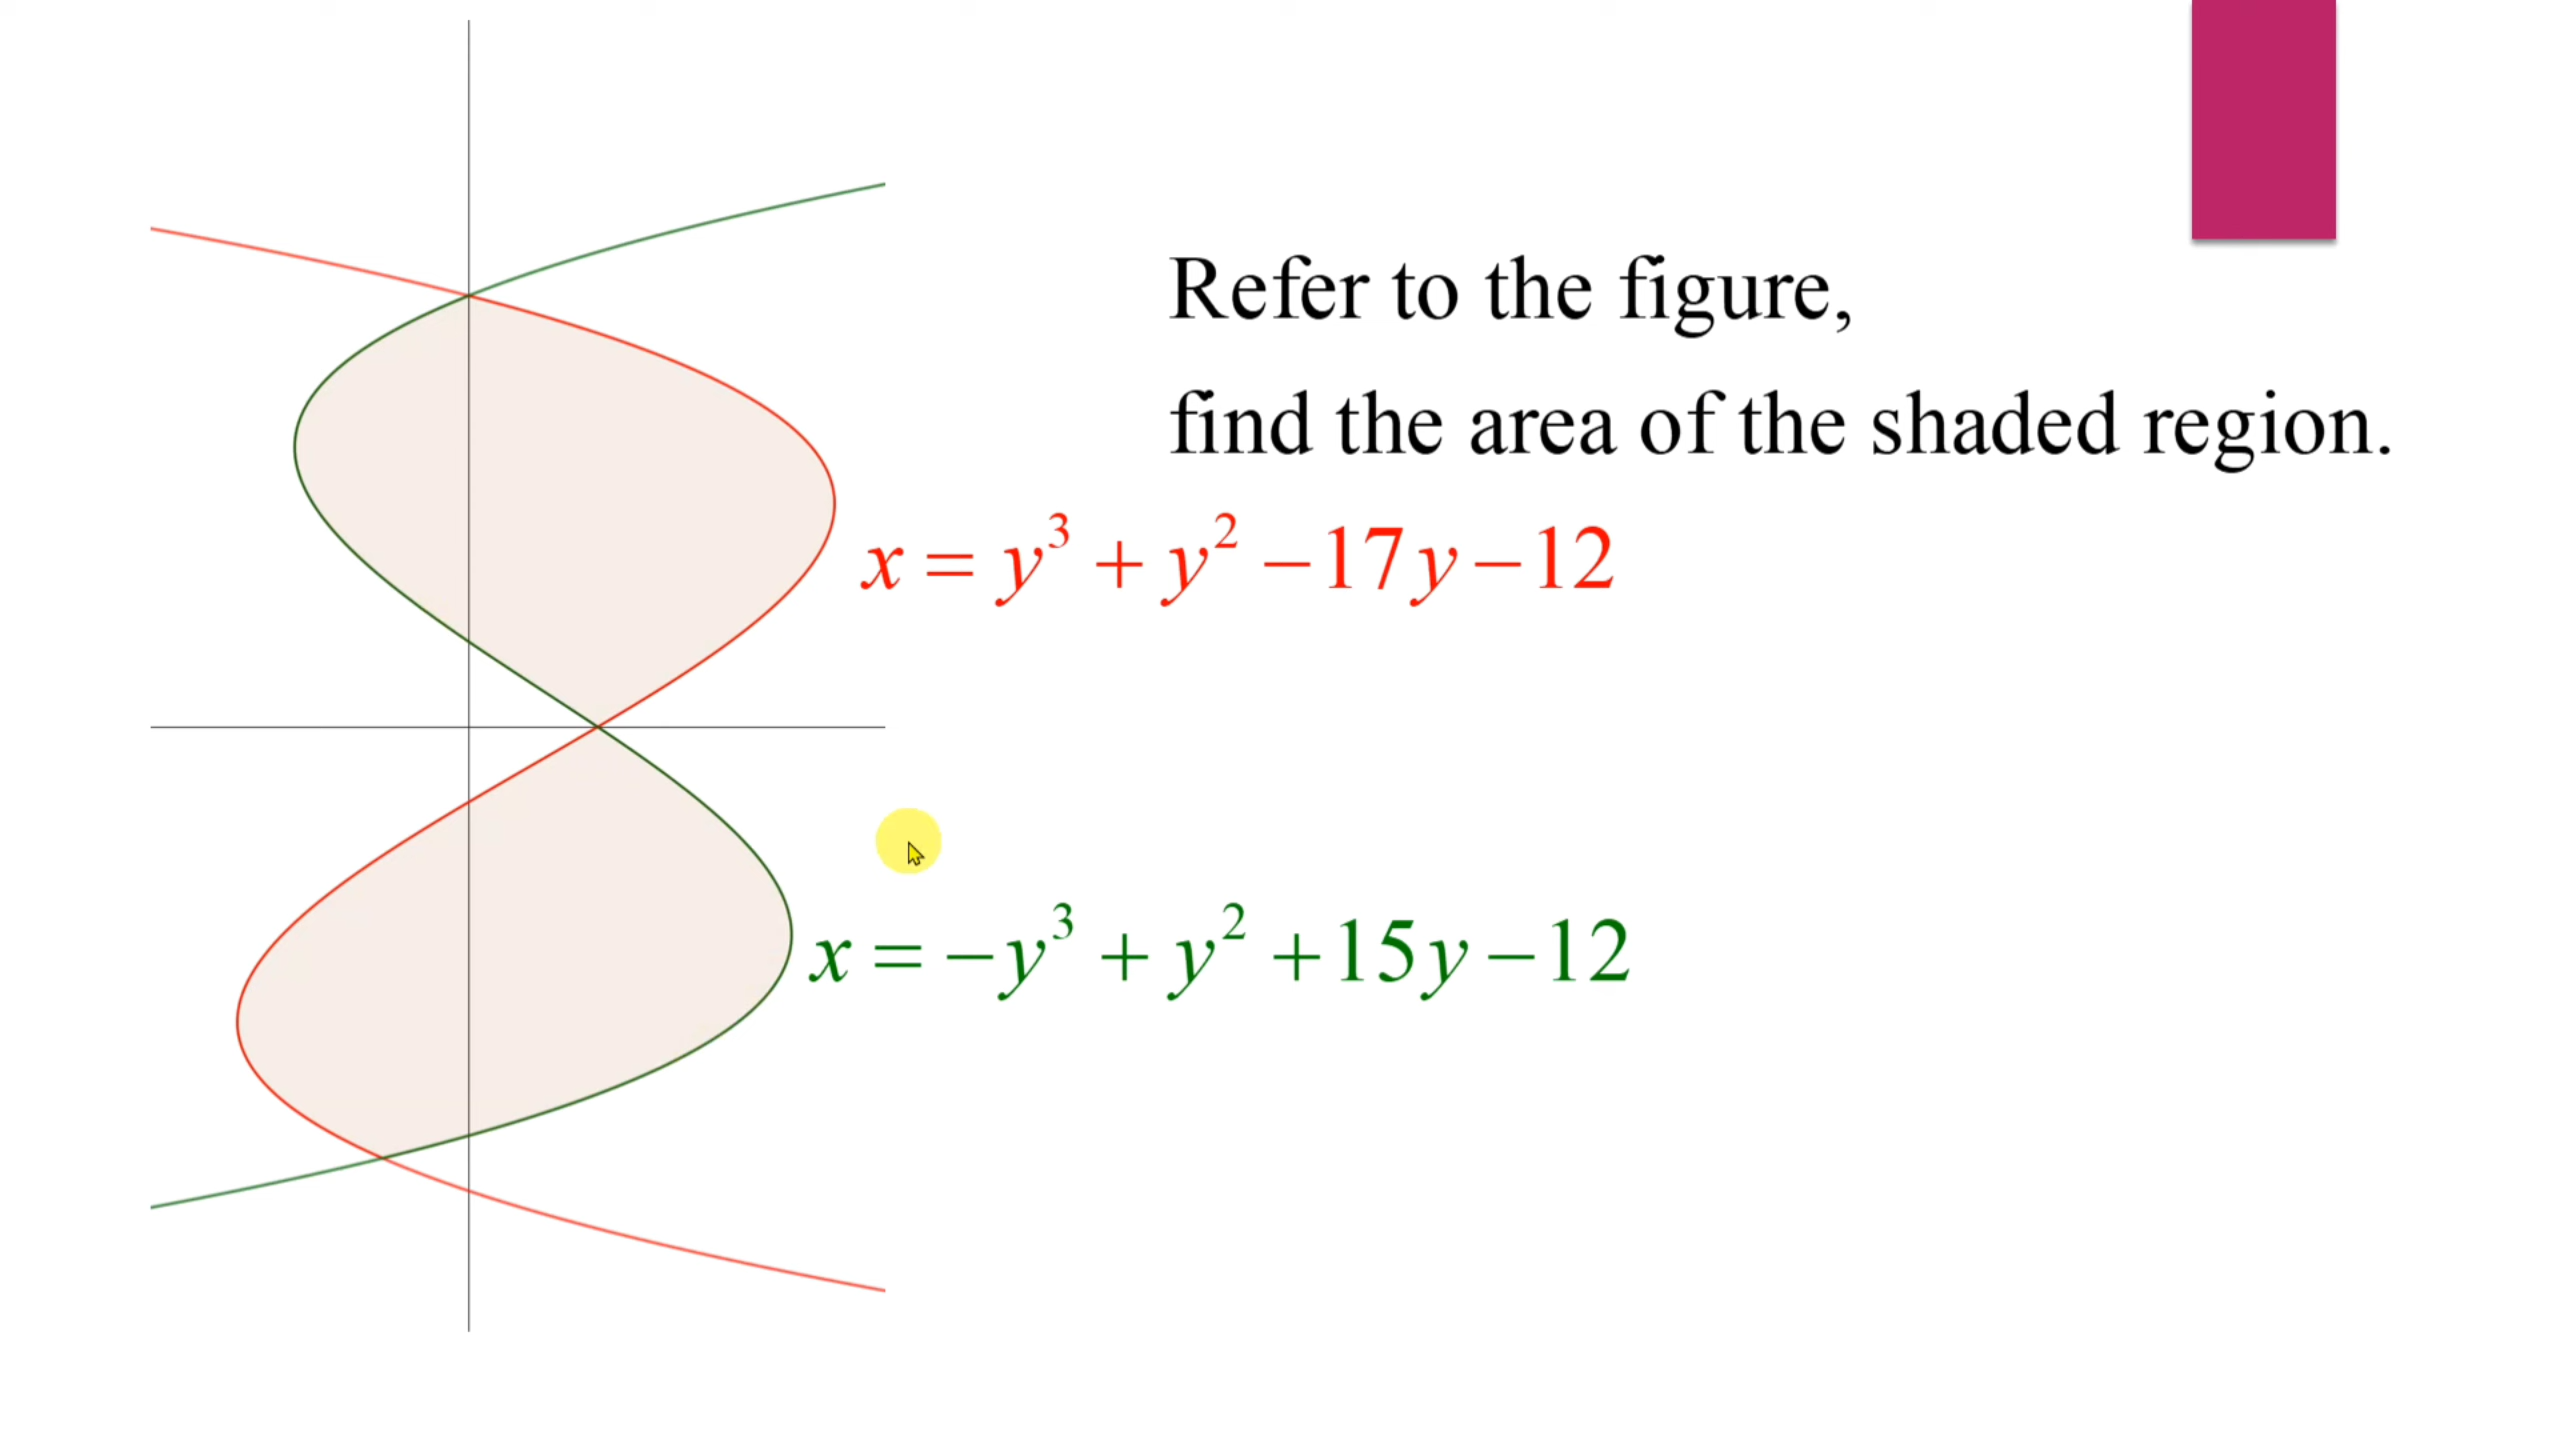 Refer to the figure,
find the area of the shaded region.
x = y³ + y² − 17y − 12
x = −y³ + y² + 15y − 12